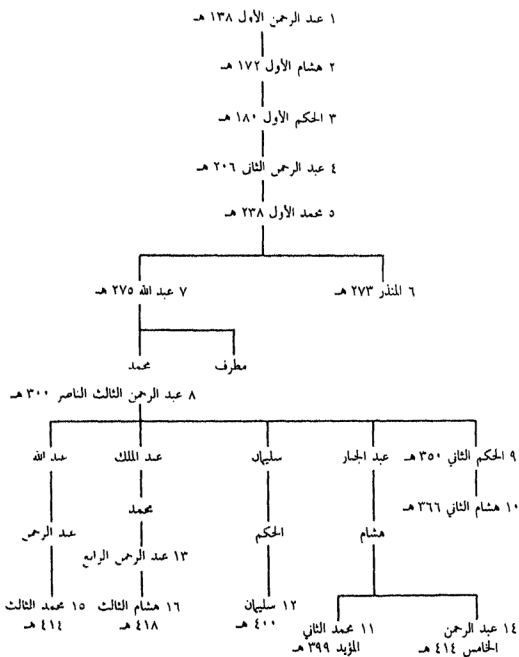 ١ عبد الرحمن الأول ١٣٨ هـ
٢ هشام الأول ١٧٢ هـ
٣ الحكم الأول ١٨٠ هـ
٤ عبد الرحمن الثانى ٢٠٦ هـ
٥ محمد الأول ٢٣٨ هـ
٦ المنذر ٢٧٣ هـ
٧ عبد الله ٢٧٥ هـ
مطرف
محمد
٨ عبد الرحمن الثالث الناصر ٣٠٠ هـ
٩ الحكم الثاني ٣٥٠ هـ
عبد الجبار
سليمان
عبد الملك
عبد الله
١٠ هشام الثاني ٣٦٦ هـ
محمد
هشام
الحكم
عبد الرحمن
١٣ عبد الرحمن الرابع
١٢ سليمان
٤٠٠ هـ
١٦ هشام الثالث
٤١٨ هـ
١٥ محمد الثالث
٤١٤ هـ
١٤ عبد الرحمن
الخامس ٤١٤ هـ
١١ محمد الثاني
المؤيد ٣٩٩ هـ